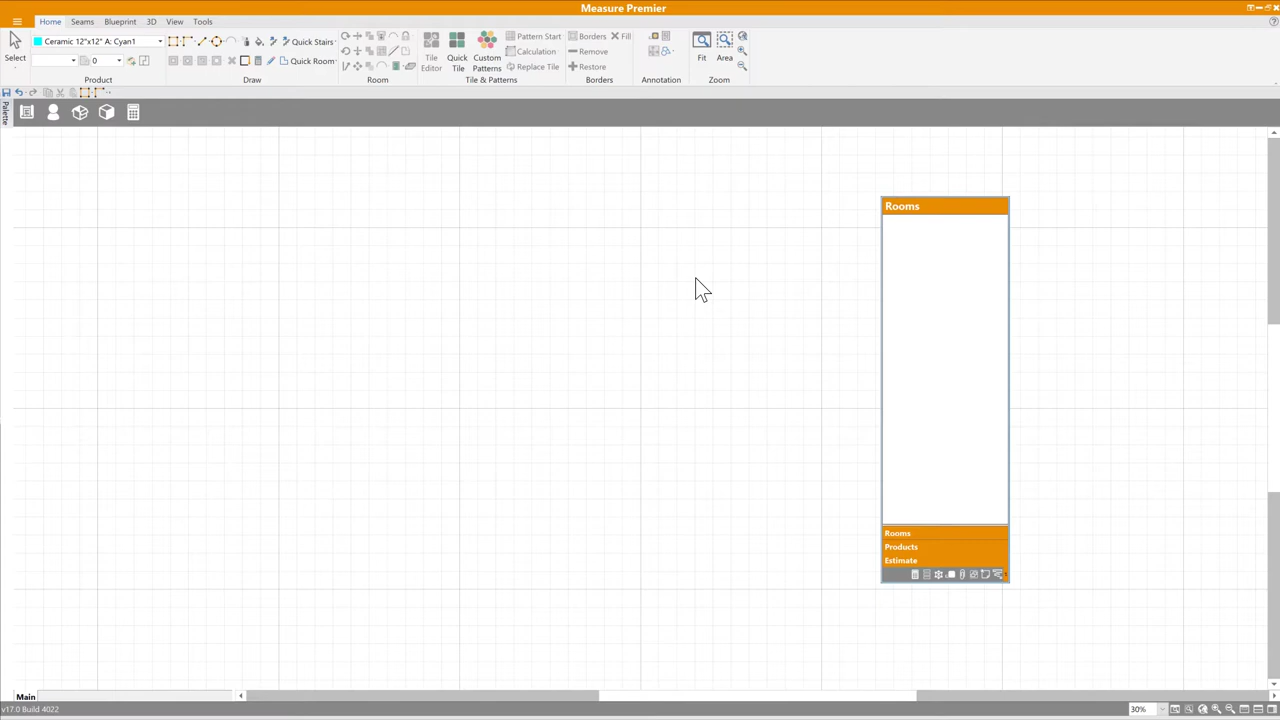 Measure Premier
Home Seams Blueprint 3D View Tools
Ceramic 12"x12" A: Cyan1
Quick Stairs
Pattern Start
Borders Fill
Calculation
Remove
Select
0
Quick Room
Tile Editor
Quick Tile
Custom Patterns
Replace Tile
Restore
Fit
Area
Product Draw Room Tile & Patterns Borders Annotation Zoom
Palette
Rooms
Rooms
Products
Estimate
Main
v17.0 Build 4022
30%